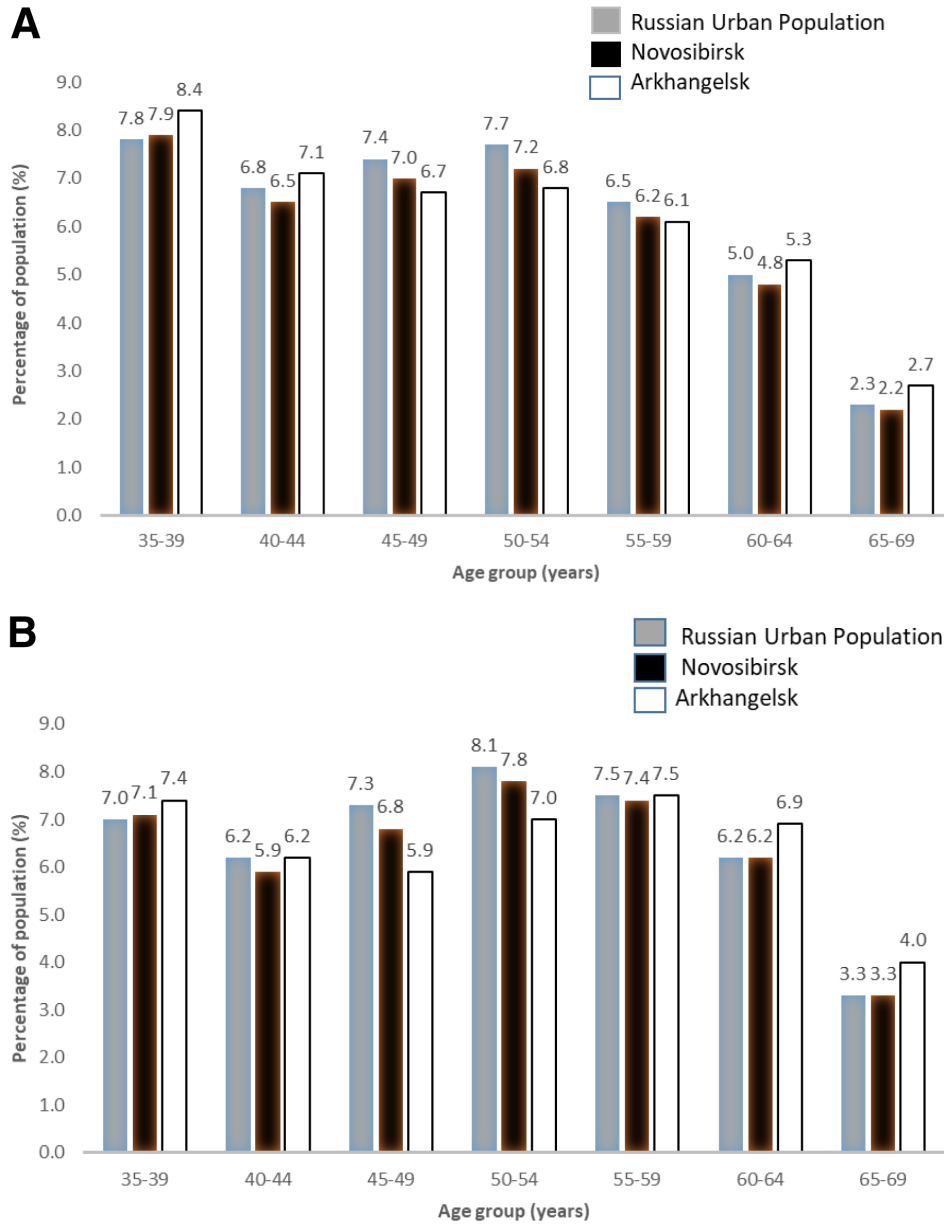 A
Russian Urban Population
Novosibirsk
Arkhangelsk
Percentage of population (%)
9.0
8.0
7.0
6.0
5.0
4.0
3.0
2.0
1.0
0.0
7.8 7.9 8.4
6.8 6.5 7.1
7.4 7.0 6.7
7.7 7.2 6.8
6.5 6.2 6.1
5.0 4.8 5.3
2.3 2.2 2.7
35-39 40-44 45-49 50-54 55-59 60-64 65-69
Age group (years)
B
Russian Urban Population
Novosibirsk
Arkhangelsk
Percentage of population (%)
9.0
8.0
7.0
6.0
5.0
4.0
3.0
2.0
1.0
0.0
7.0 7.1 7.4
6.2 5.9 6.2
7.3 6.8 5.9
8.1 7.8 7.0
7.5 7.4 7.5
6.2 6.2 6.9
3.3 3.3 4.0
35-39 40-44 45-49 50-54 55-59 60-64 65-69
Age group (years)